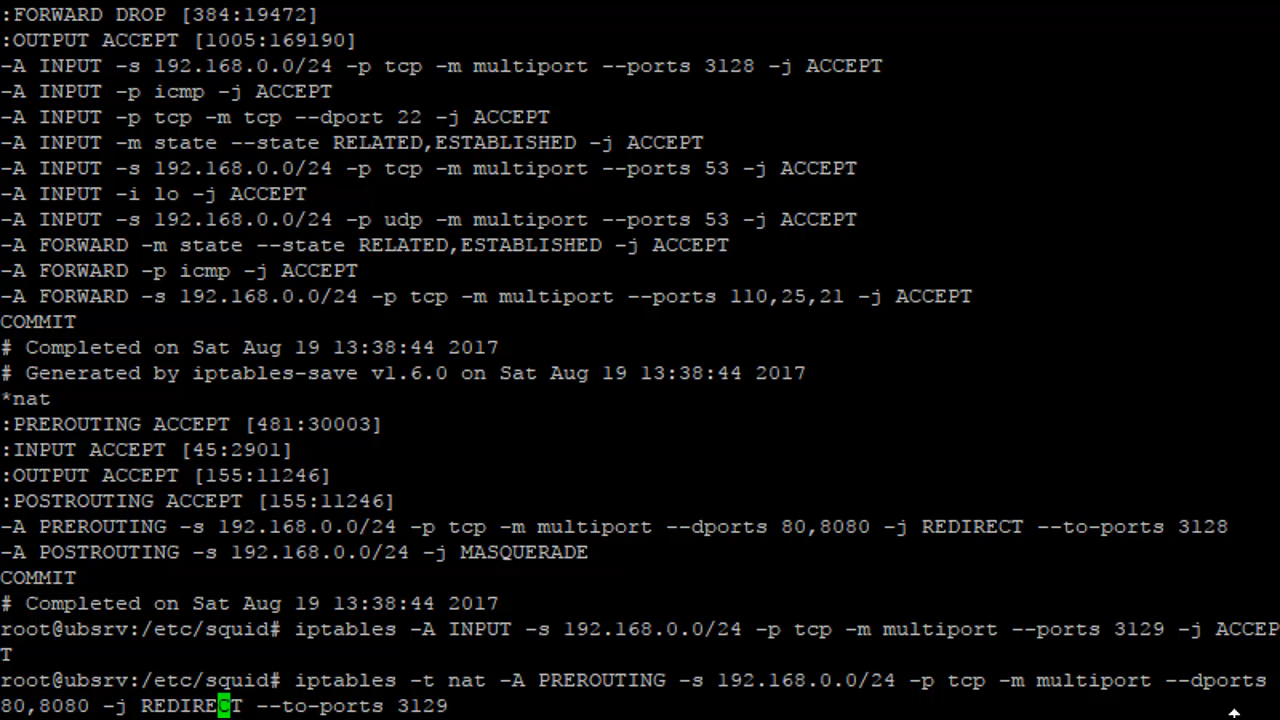 :FORWARD DROP [384:19472]
:OUTPUT ACCEPT [1005:169190]
-A INPUT -s 192.168.0.0/24 -p tcp -m multiport --ports 3128 -j ACCEPT
-A INPUT -p icmp -j ACCEPT
-A INPUT -p tcp -m tcp --dport 22 -j ACCEPT
-A INPUT -m state --state RELATED,ESTABLISHED -j ACCEPT
-A INPUT -s 192.168.0.0/24 -p tcp -m multiport --ports 53 -j ACCEPT
-A INPUT -i lo -j ACCEPT
-A INPUT -s 192.168.0.0/24 -p udp -m multiport --ports 53 -j ACCEPT
-A FORWARD -m state --state RELATED,ESTABLISHED -j ACCEPT
-A FORWARD -p icmp -j ACCEPT
-A FORWARD -s 192.168.0.0/24 -p tcp -m multiport --ports 110,25,21 -j ACCEPT
COMMIT
# Completed on Sat Aug 19 13:38:44 2017
# Generated by iptables-save v1.6.0 on Sat Aug 19 13:38:44 2017
*nat
:PREROUTING ACCEPT [481:30003]
:INPUT ACCEPT [45:2901]
:OUTPUT ACCEPT [155:11246]
:POSTROUTING ACCEPT [155:11246]
-A PREROUTING -s 192.168.0.0/24 -p tcp -m multiport --dports 80,8080 -j REDIRECT --to-ports 3128
-A POSTROUTING -s 192.168.0.0/24 -j MASQUERADE
COMMIT
# Completed on Sat Aug 19 13:38:44 2017
root@ubsrv:/etc/squid# iptables -A INPUT -s 192.168.0.0/24 -p tcp -m multiport --ports 3129 -j ACCEP
T
root@ubsrv:/etc/squid# iptables -t nat -A PREROUTING -s 192.168.0.0/24 -p tcp -m multiport --dports
80,8080 -j REDIRECT --to-ports 3129